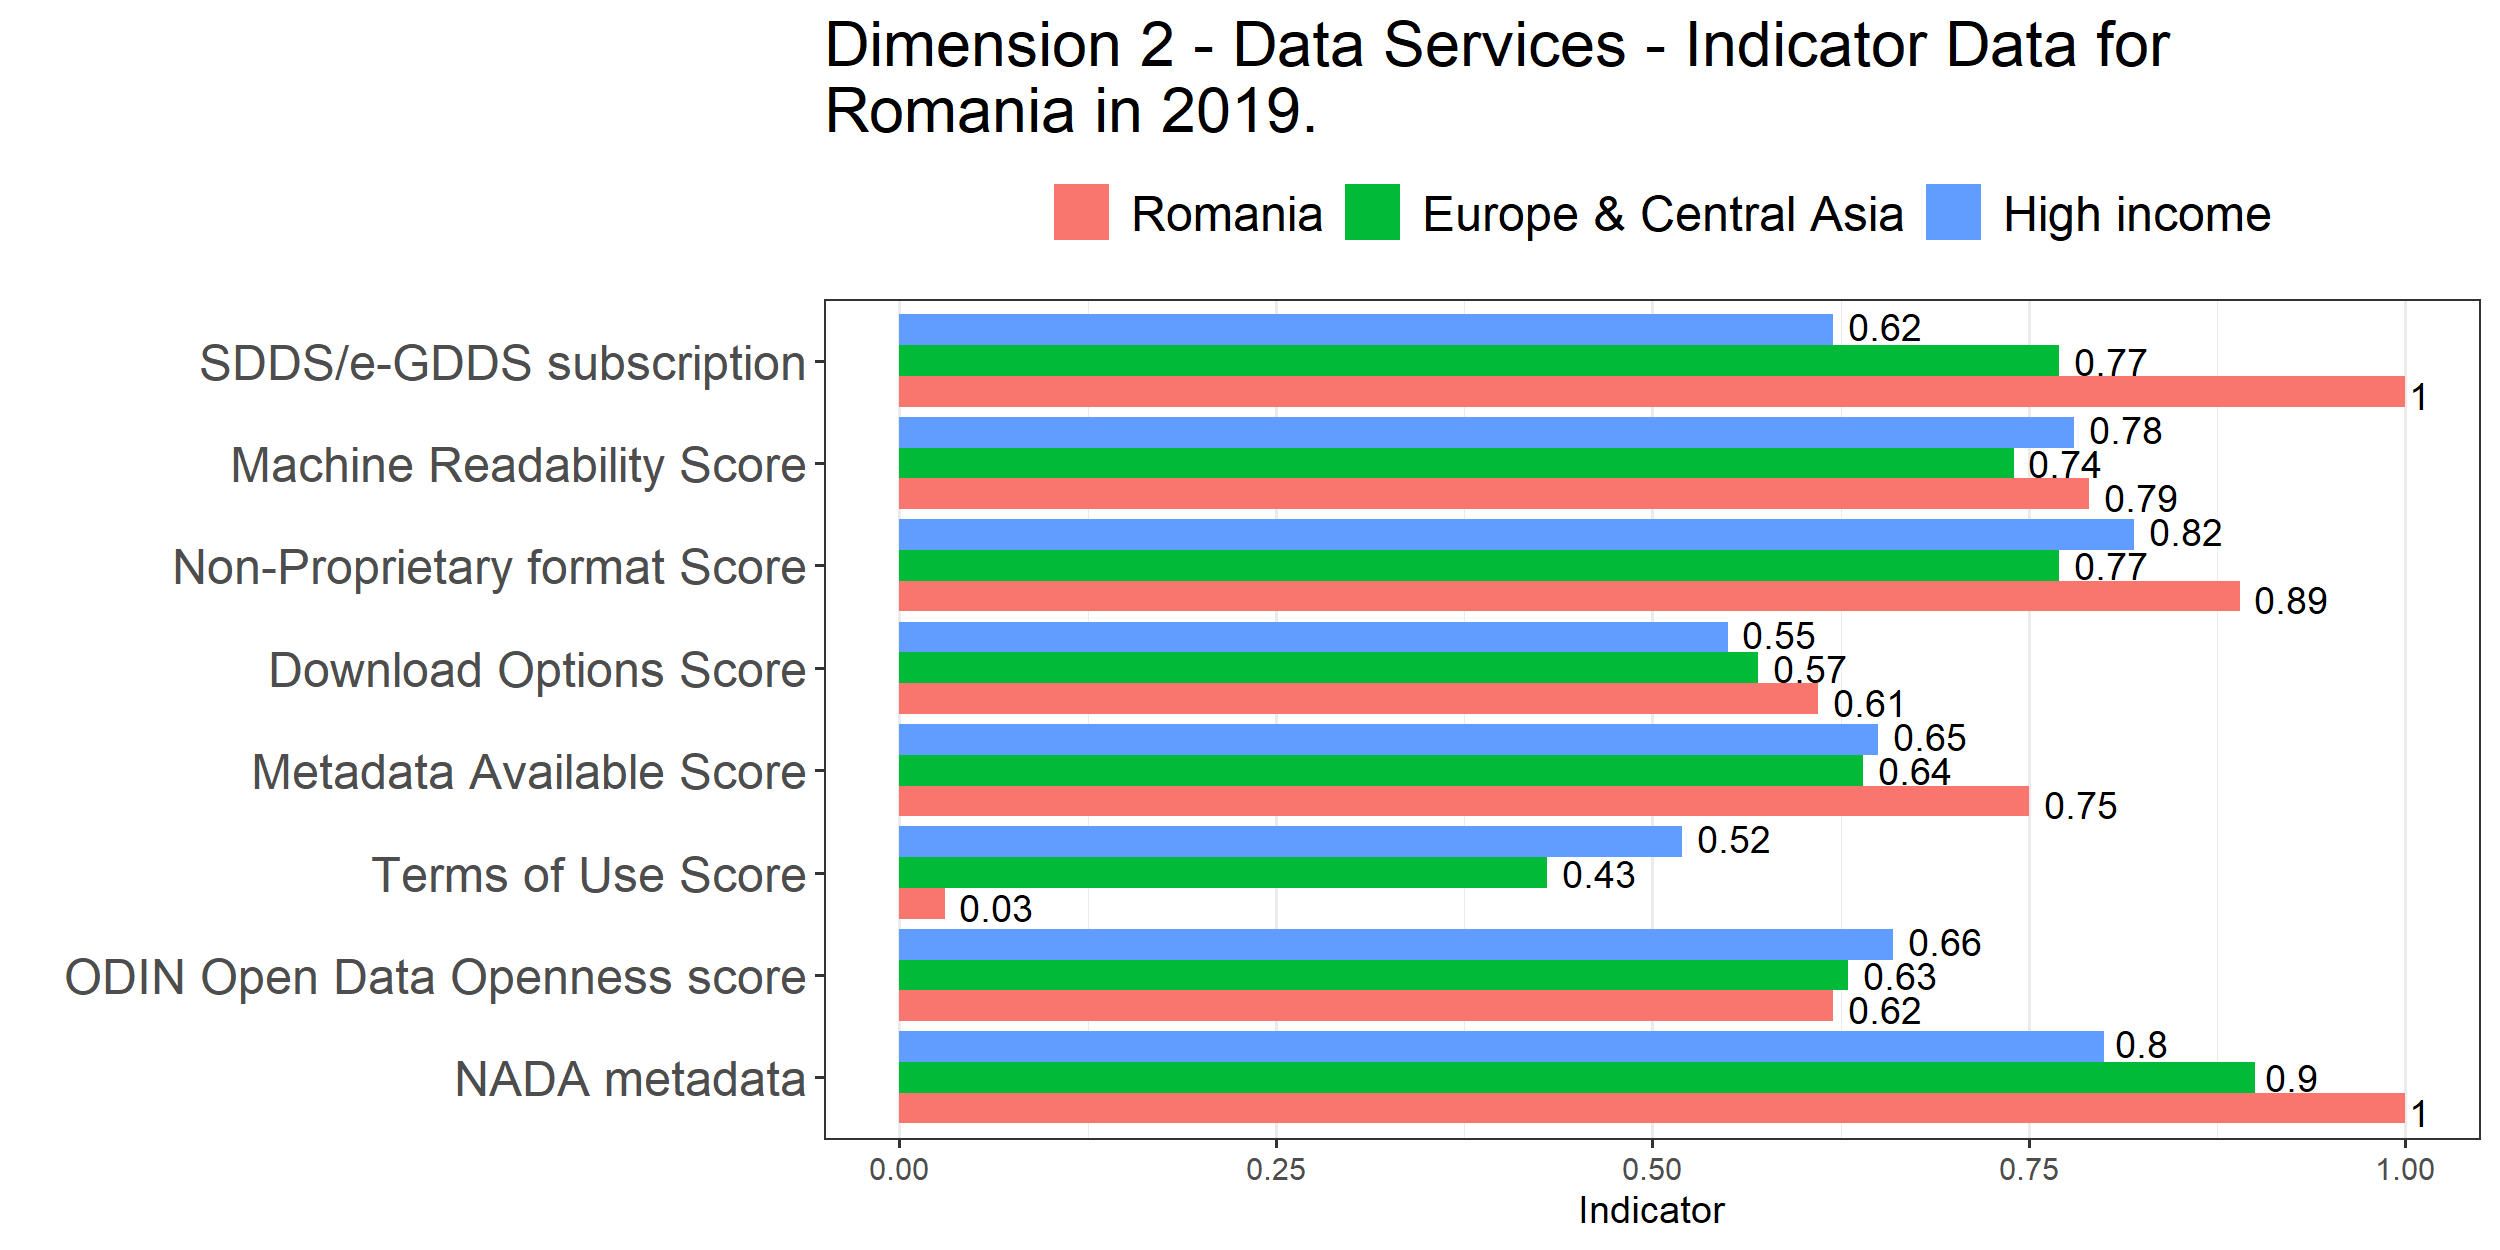 Dimension 2 - Data Services - Indicator Data for
Romania in 2019.
Romania Europe & Central Asia High income
SDDS/e-GDDS subscription
0.62
0.77
1
Machine Readability Score
0.78
0.74
0.79
Non-Proprietary format Score
0.82
0.77
0.89
Download Options Score
0.55
0.57
0.61
Metadata Available Score
0.65
0.64
0.75
Terms of Use Score
0.52
0.43
0.03
ODIN Open Data Openness score
0.66
0.63
0.62
NADA metadata
0.8
0.9
1
0.00 0.25 0.50 0.75 1.00
Indicator